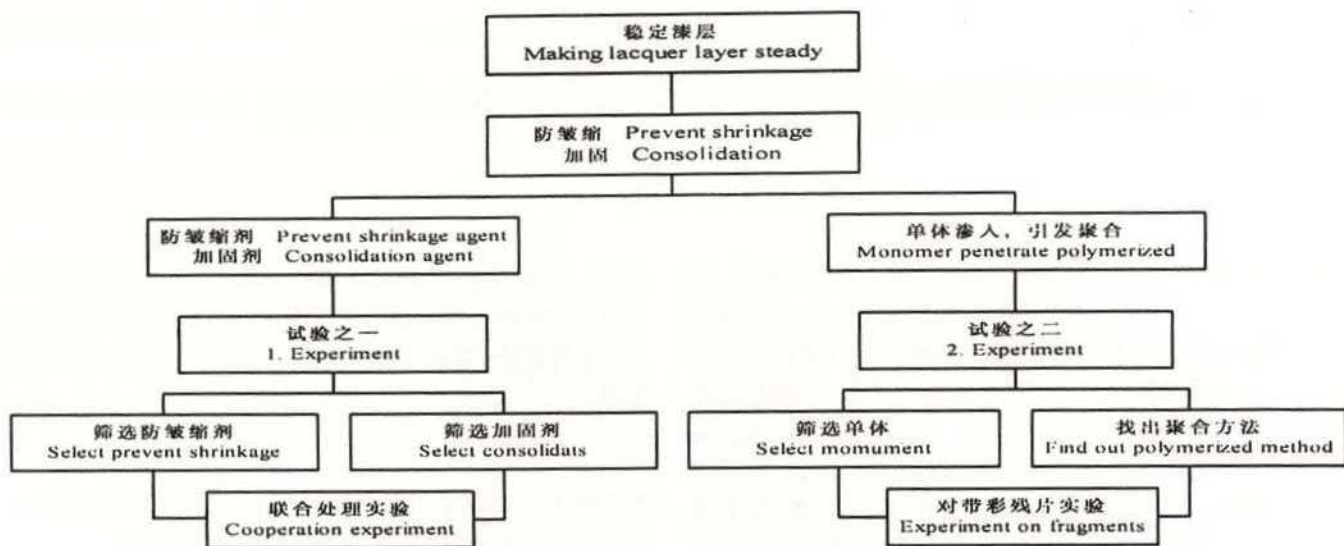 稳定漆层
Making lacquer layer steady
防皱缩 Prevent shrinkage
加固 Consolidation
防皱缩剂 Prevent shrinkage agent
加固剂 Consolidation agent
单体渗入，引发聚合
Monomer penetrate polymerized
试验之一
1. Experiment
试验之二
2. Experiment
筛选防皱缩剂
Select prevent shrinkage
筛选加固剂
Select consolidats
筛选单体
Select momument
找出聚合方法
Find out polymerized method
联合处理实验
Cooperation experiment
对带彩残片实验
Experiment on fragments